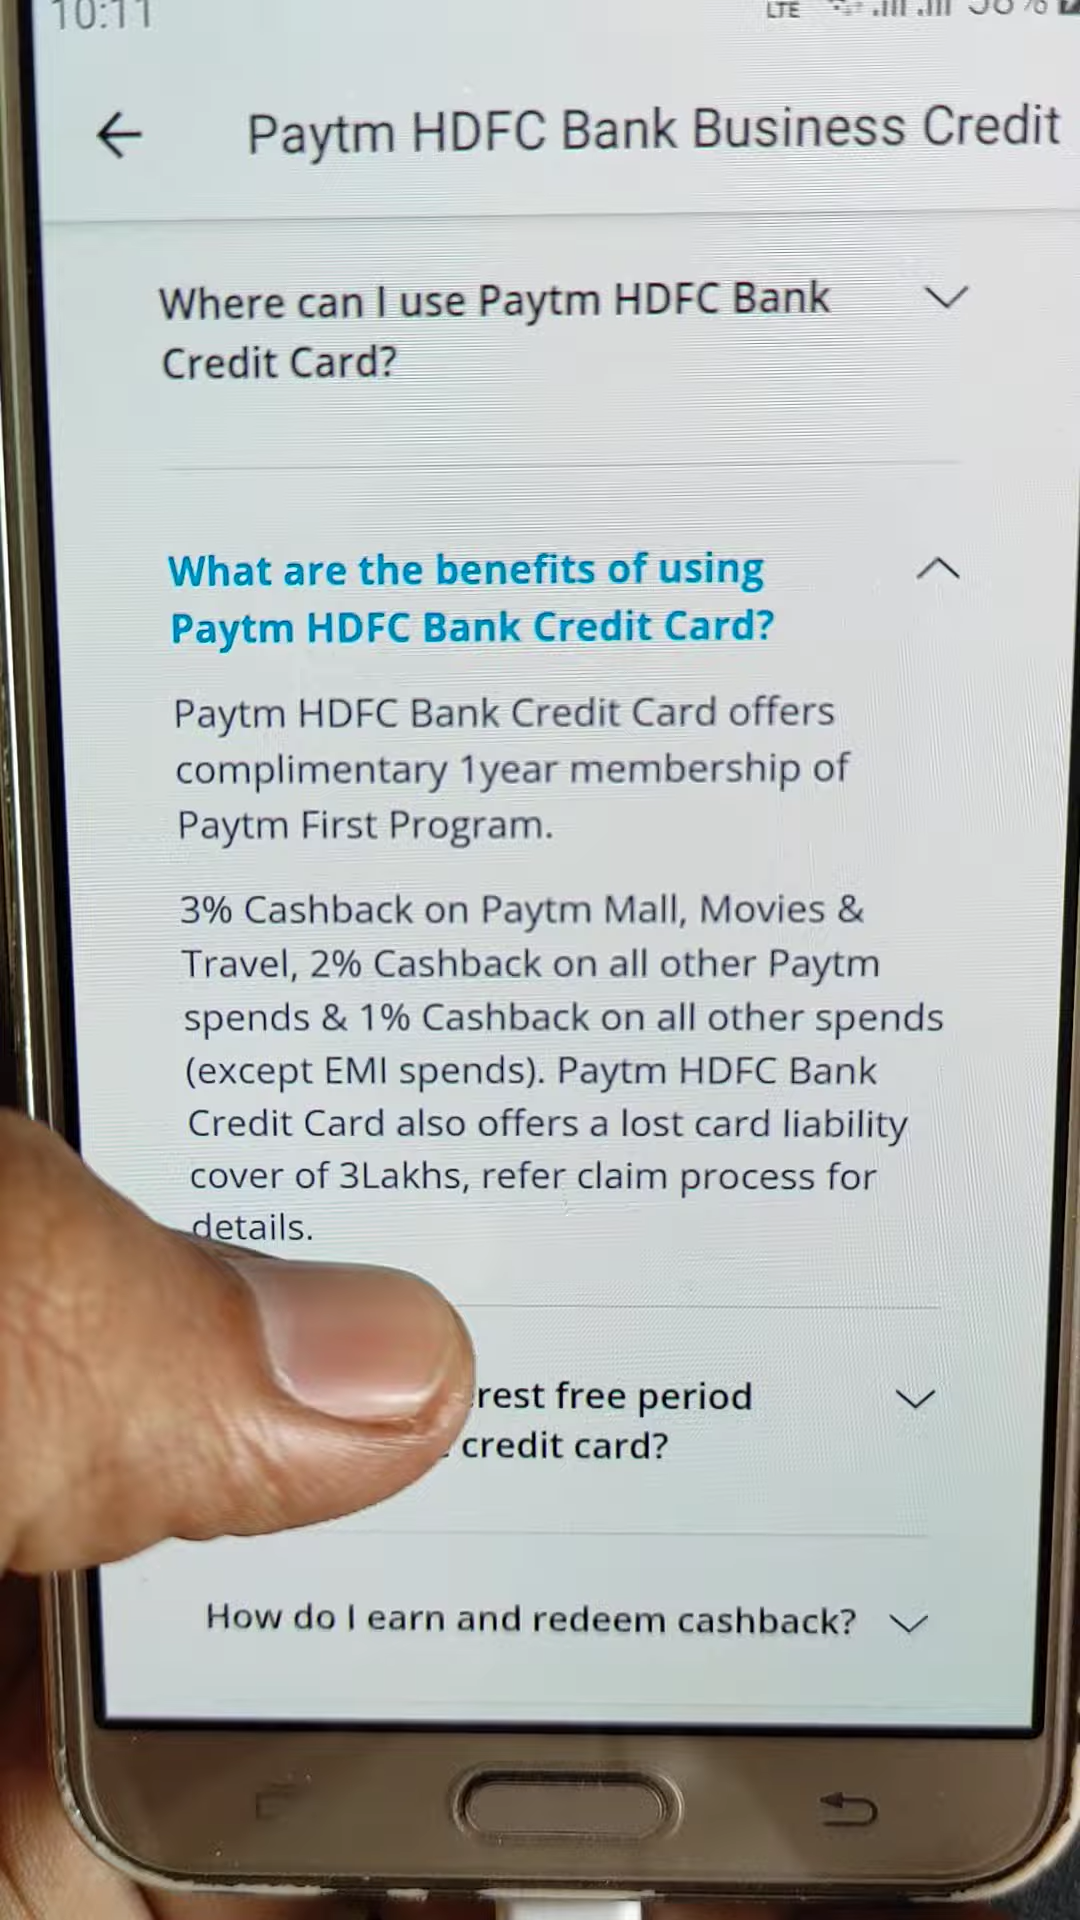 10:11
LTE
Paytm HDFC Bank Business Credit
Where can I use Paytm HDFC Bank
Credit Card?
What are the benefits of using
Paytm HDFC Bank Credit Card?
Paytm HDFC Bank Credit Card offers
complimentary 1year membership of
Paytm First Program.
3% Cashback on Paytm Mall, Movies &
Travel, 2% Cashback on all other Paytm
spends & 1% Cashback on all other spends
(except EMI spends). Paytm HDFC Bank
Credit Card also offers a lost card liability
cover of 3Lakhs, refer claim process for
details.
free period
credit card?
How do I earn and redeem cashback?